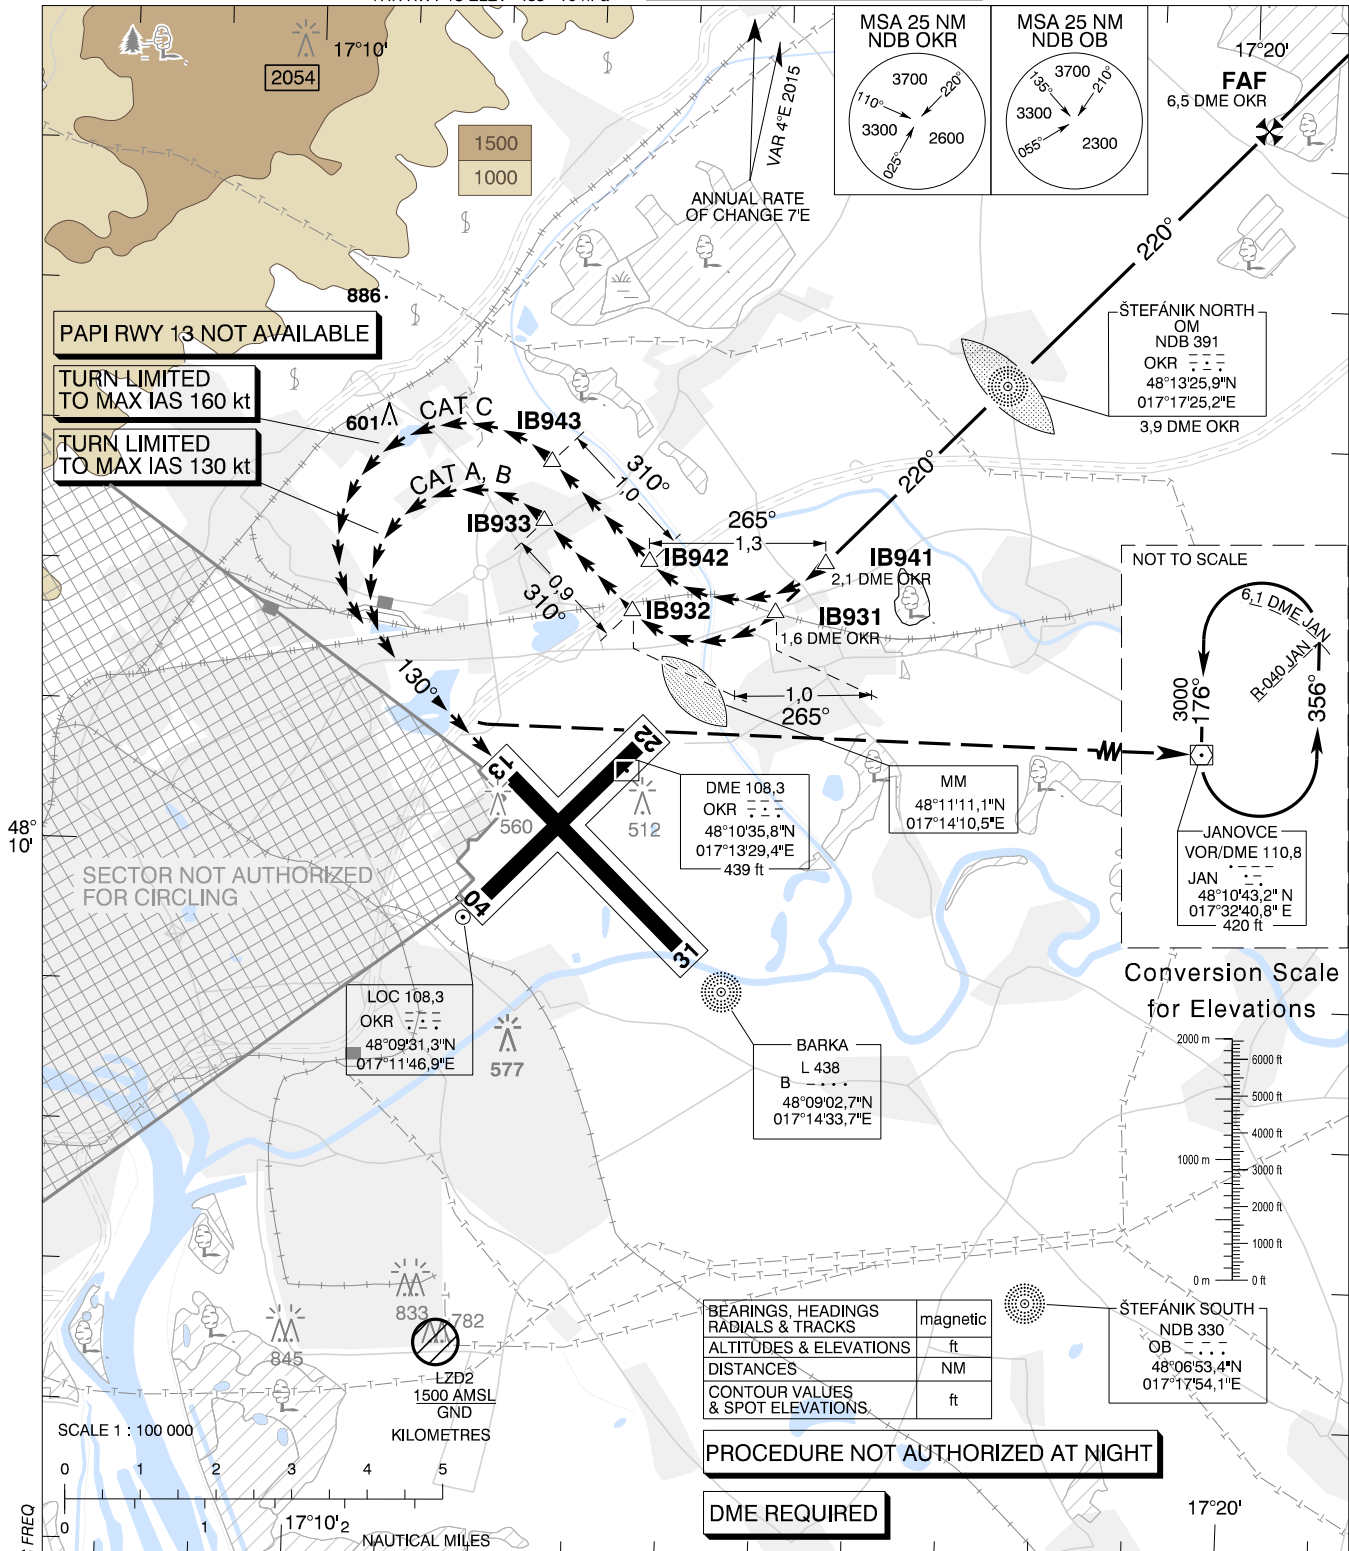 17°10'
2054
1500
1000
VAR 4°E 2015
ANNUAL RATE
OF CHANGE 7'E
MSA 25 NM
NDB OKR
3700
110°
220°
3300
2600
025°
MSA 25 NM
NDB OB
3700
135°
210°
3300
055°
2300
17°20'
FAF
6,5 DME OKR
220°
886
PAPI RWY 13 NOT AVAILABLE
TURN LIMITED
TO MAX IAS 160 kt
TURN LIMITED
TO MAX IAS 130 kt
601
CAT C
IB943
CAT A, B
IB933
310°
1,0
265°
1,3
IB942
IB941
2,1 DME OKR
0,9
310°
IB932
IB931
1,6 DME OKR
220°
ŠTEFÁNIK NORTH
OM
NDB 391
OKR
48°13'25,9"N
017°17'25,2"E
3,9 DME OKR
130°
1,0
265°
NOT TO SCALE
6,1 DME JAN
R-040 JAN
3000
176°
356°
JANOVCE
VOR/DME 110,8
JAN
48°10'43,2" N
017°32'40,8" E
420 ft
13
22
04
31
560
512
DME 108,3
OKR
48°10'35,8"N
017°13'29,4"E
439 ft
MM
48°11'11,1"N
017°14'10,5"E
48°
10'
SECTOR NOT AUTHORIZED
FOR CIRCLING
LOC 108,3
OKR
48°09'31,3"N
017°11'46,9"E
577
BARKA
L 438
B
48°09'02,7"N
017°14'33,7"E
Conversion Scale
for Elevations
2000 m
1000 m
0 m
6000 ft
5000 ft
4000 ft
3000 ft
2000 ft
1000 ft
0 ft
833
782
845
LZD2
1500 AMSL
GND
BEARINGS, HEADINGS
RADIALS & TRACKS
magnetic
ALTITUDES & ELEVATIONS
ft
DISTANCES
NM
CONTOUR VALUES
& SPOT ELEVATIONS
ft
ŠTEFÁNIK SOUTH
NDB 330
OB
48°06'53,4"N
017°17'54,1"E
PROCEDURE NOT AUTHORIZED AT NIGHT
DME REQUIRED
SCALE 1 : 100 000
KILOMETRES
0 1 2 3 4 5
0 1 2
17°10'
NAUTICAL MILES
17°20'
FREQ